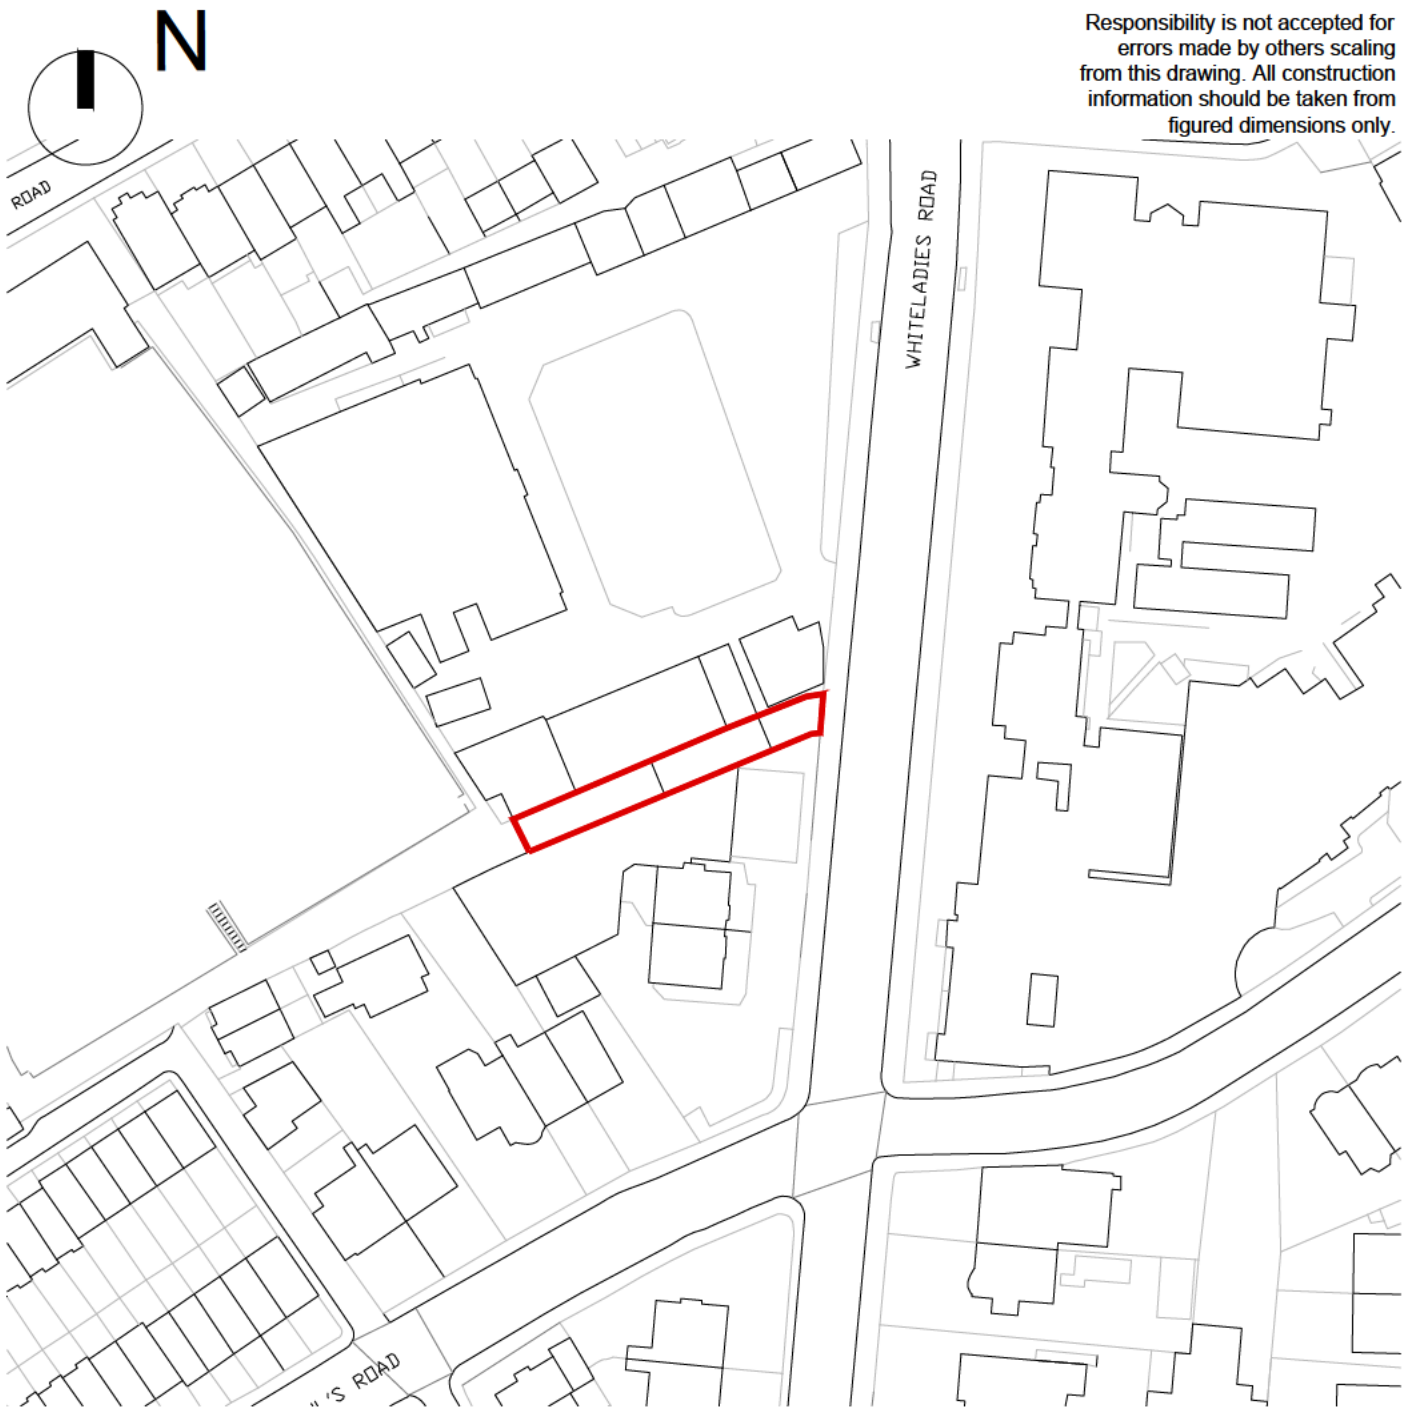 N
Responsibility is not accepted for
errors made by others scaling
from this drawing. All construction
information should be taken from
figured dimensions only.
ROAD
WHITELADIES ROAD
L'S ROAD